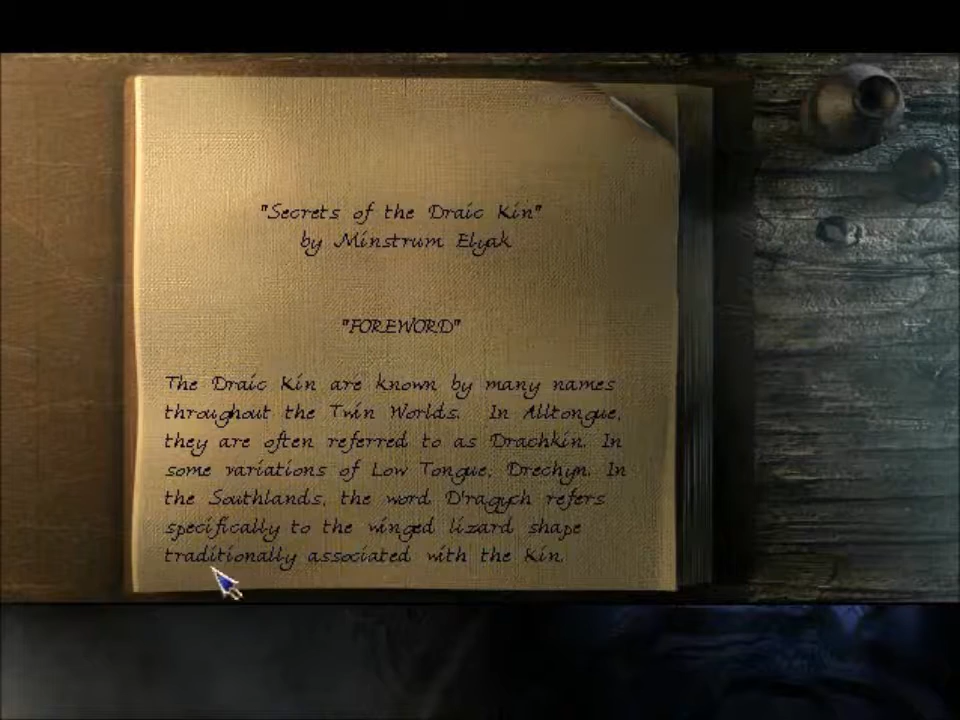 "Secrets of the Draic Kin"
by Minstrum Elyak
"FOREWORD"
The Draic Kin are known by many names
throughout the Twin Worlds. In Alltongue,
they are often referred to as Drachkin. In
some variations of Low Tongue, Drechyn. In
the Southlands, the word D'ragych refers
specifically to the winged lizard shape
traditionally associated with the Kin.